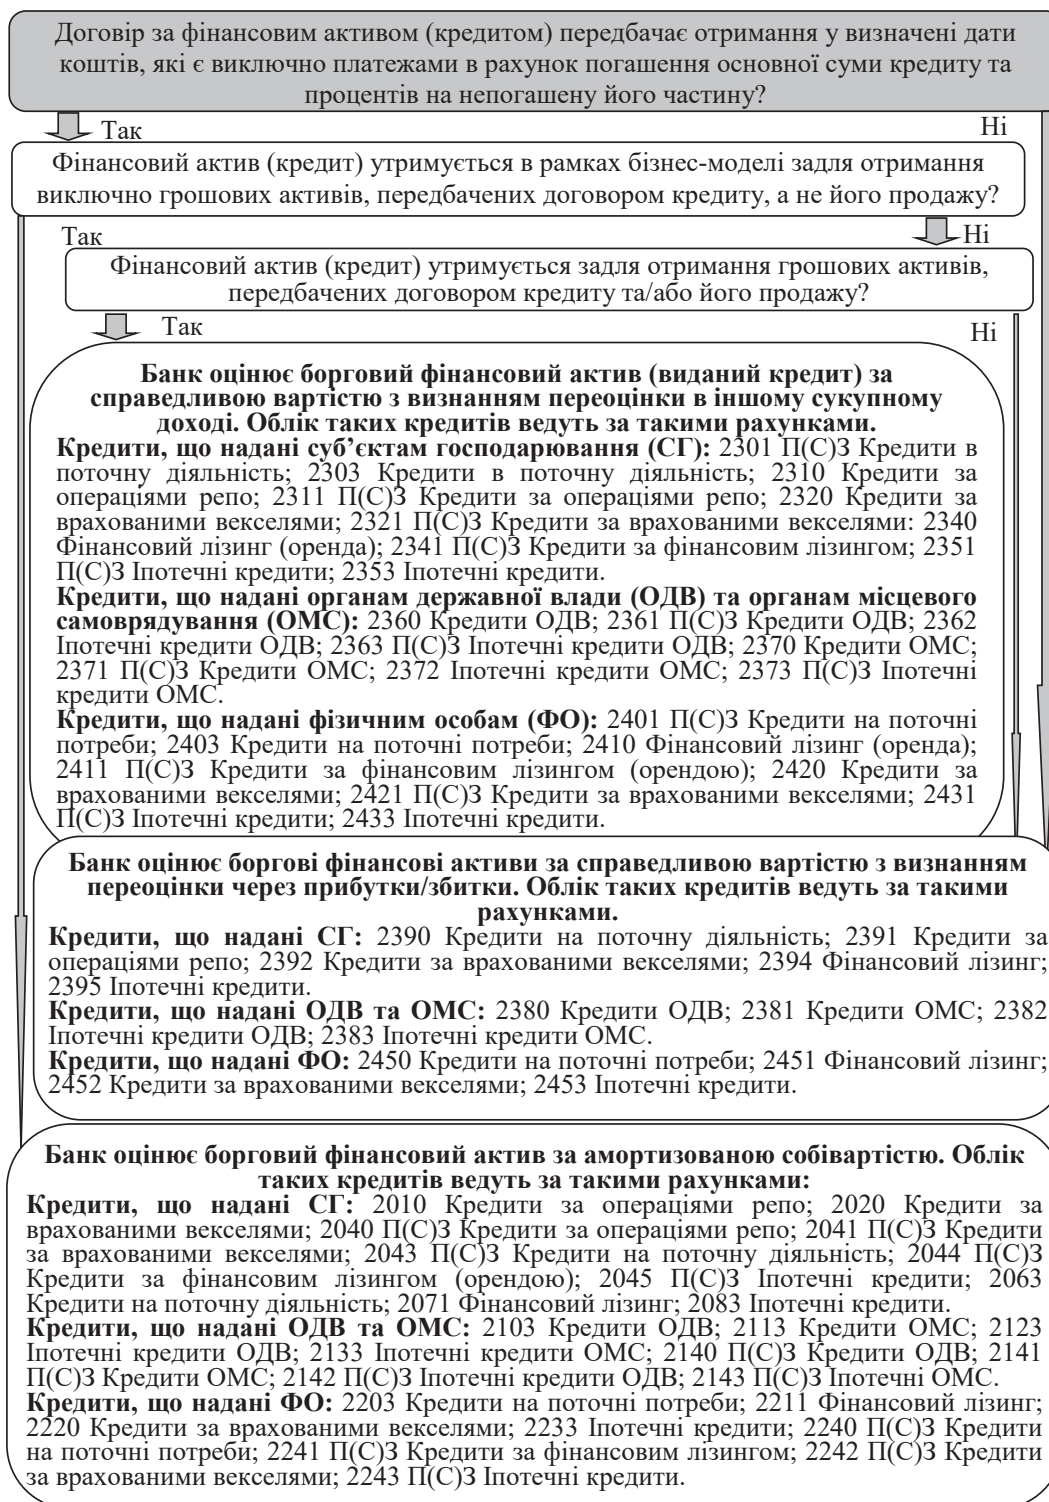 Договір за фінансовим активом (кредитом) передбачає отримання у визначені дати
коштів, які є виключно платежами в рахунок погашення основної суми кредиту та
процентів на непогашену його частину?
Так
Ні
Фінансовий актив (кредит) утримується в рамках бізнес-моделі задля отримання
виключно грошових активів, передбачених договором кредиту, а не його продажу?
Так
Ні
Фінансовий актив (кредит) утримується задля отримання грошових активів,
передбачених договором кредиту та/або його продажу?
Так
Ні
Банк оцінює борговий фінансовий актив (виданий кредит) за
справедливою вартістю з визнанням переоцінки в іншому сукупному
доході. Облік таких кредитів ведуть за такими рахунками.
Кредити, що надані суб’єктам господарювання (СГ): 2301 П(С)З Кредити в
поточну діяльність; 2303 Кредити в поточну діяльність; 2310 Кредити за
операціями репо; 2311 П(С)З Кредити за операціями репо; 2320 Кредити за
врахованими векселями; 2321 П(С)З Кредити за врахованими векселями: 2340
Фінансовий лізинг (оренда); 2341 П(С)З Кредити за фінансовим лізингом; 2351
П(С)З Іпотечні кредити; 2353 Іпотечні кредити.
Кредити, що надані органам державної влади (ОДВ) та органам місцевого
самоврядування (ОМС): 2360 Кредити ОДВ; 2361 П(С)З Кредити ОДВ; 2362
Іпотечні кредити ОДВ; 2363 П(С)З Іпотечні кредити ОДВ; 2370 Кредити ОМС;
2371 П(С)З Кредити ОМС; 2372 Іпотечні кредити ОМС; 2373 П(С)З Іпотечні
кредити ОМС.
Кредити, що надані фізичним особам (ФО): 2401 П(С)З Кредити на поточні
потреби; 2403 Кредити на поточні потреби; 2410 Фінансовий лізинг (оренда);
2411 П(С)З Кредити за фінансовим лізингом (орендою); 2420 Кредити за
врахованими векселями; 2421 П(С)З Кредити за врахованими векселями; 2431
П(С)З Іпотечні кредити; 2433 Іпотечні кредити.
Банк оцінює боргові фінансові активи за справедливою вартістю з визнанням
переоцінки через прибутки/збитки. Облік таких кредитів ведуть за такими
рахунками.
Кредити, що надані СГ: 2390 Кредити на поточну діяльність; 2391 Кредити за
операціями репо; 2392 Кредити за врахованими векселями; 2394 Фінансовий лізинг;
2395 Іпотечні кредити.
Кредити, що надані ОДВ та ОМС: 2380 Кредити ОДВ; 2381 Кредити ОМС; 2382
Іпотечні кредити ОДВ; 2383 Іпотечні кредити ОМС.
Кредити, що надані ФО: 2450 Кредити на поточні потреби; 2451 Фінансовий лізинг;
2452 Кредити за врахованими векселями; 2453 Іпотечні кредити.
Банк оцінює борговий фінансовий актив за амортизованою собівартістю. Облік
таких кредитів ведуть за такими рахунками:
Кредити, що надані СГ: 2010 Кредити за операціями репо; 2020 Кредити за
врахованими векселями; 2040 П(С)З Кредити за операціями репо; 2041 П(С)З Кредити
за врахованими векселями; 2043 П(С)З Кредити на поточну діяльність; 2044 П(С)З
Кредити за фінансовим лізингом (орендою); 2045 П(С)З Іпотечні кредити; 2063
Кредити на поточну діяльність; 2071 Фінансовий лізинг; 2083 Іпотечні кредити.
Кредити, що надані ОДВ та ОМС: 2103 Кредити ОДВ; 2113 Кредити ОМС; 2123
Іпотечні кредити ОДВ; 2133 Іпотечні кредити ОМС; 2140 П(С)З Кредити ОДВ; 2141
П(С)З Кредити ОМС; 2142 П(С)З Іпотечні кредити ОДВ; 2143 П(С)З Іпотечні ОМС.
Кредити, що надані ФО: 2203 Кредити на поточні потреби; 2211 Фінансовий лізинг;
2220 Кредити за врахованими векселями; 2233 Іпотечні кредити; 2240 П(С)З Кредити
на поточні потреби; 2241 П(С)З Кредити за фінансовим лізингом; 2242 П(С)З Кредити
за врахованими векселями; 2243 П(С)З Іпотечні кредити.